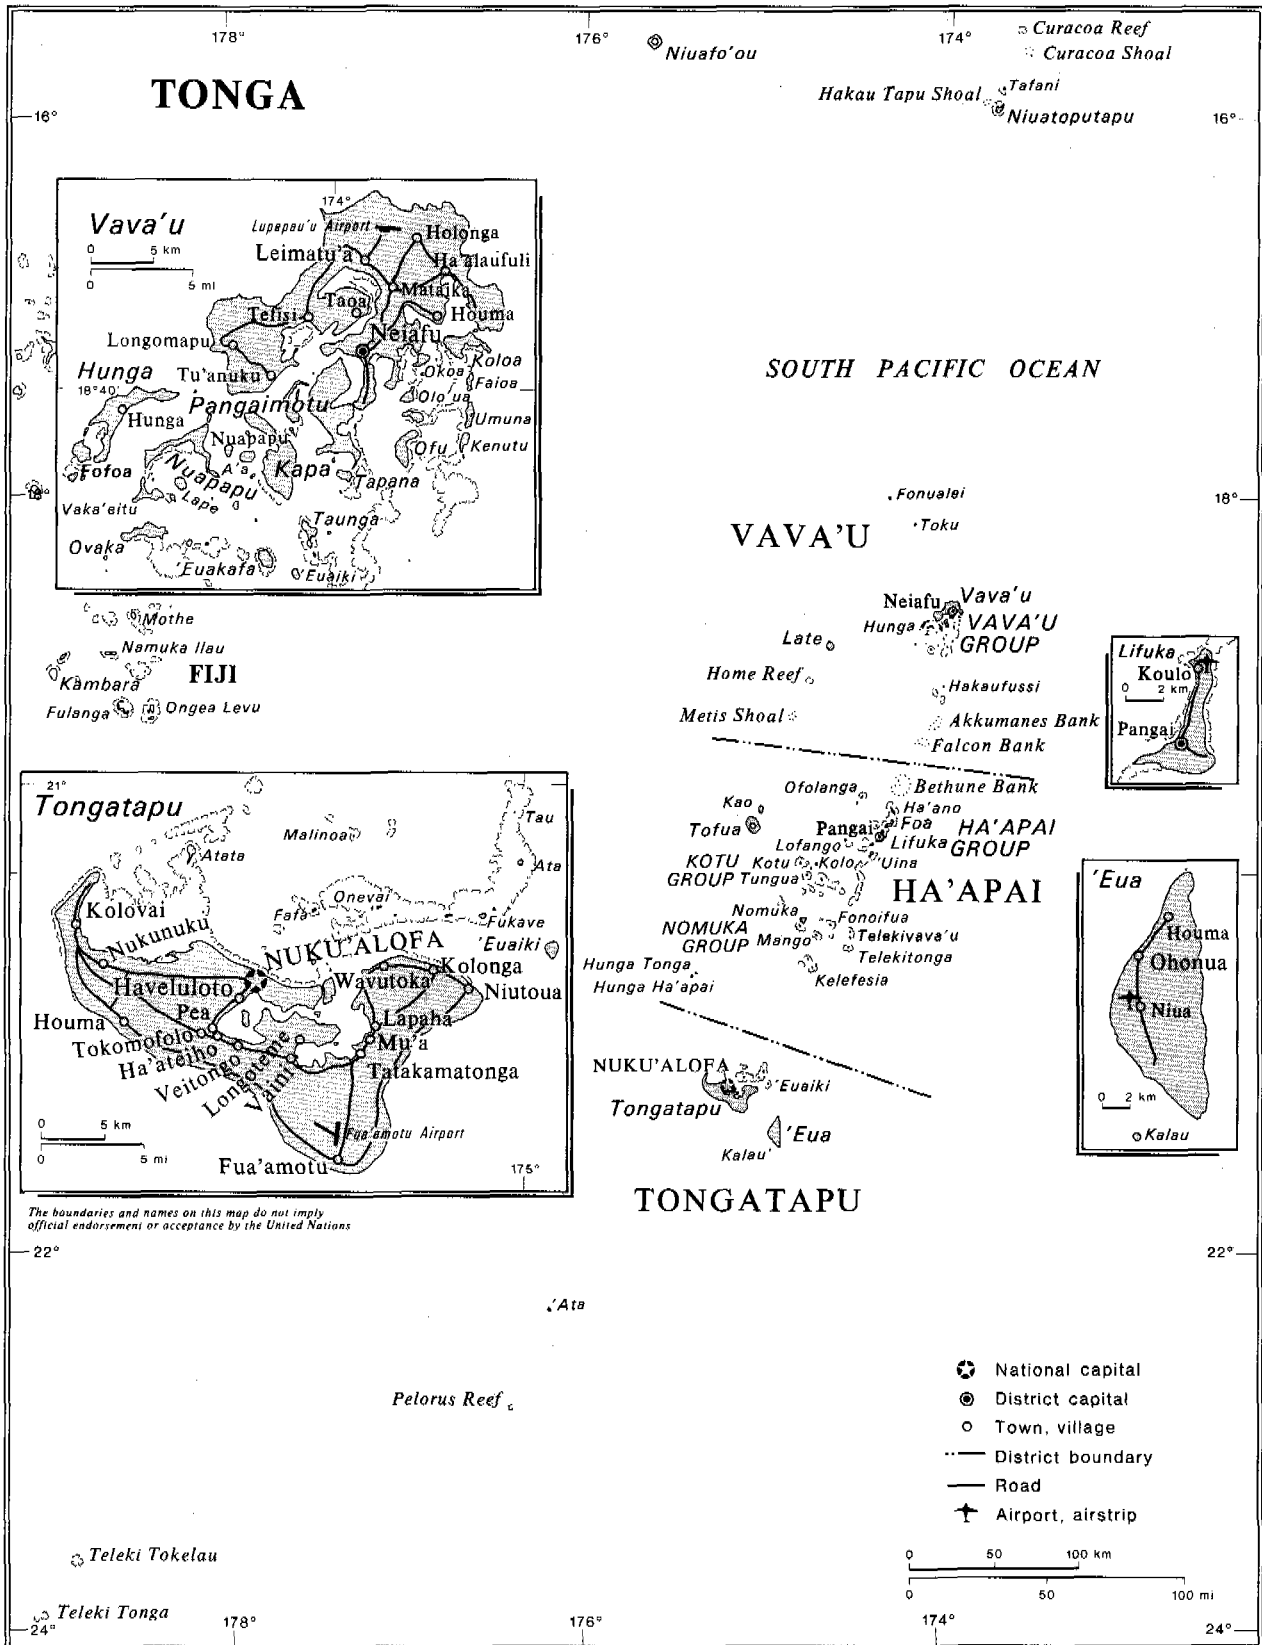 178°
176°
174°
Curacoa Reef
Curacoa Shoal
Niuafo'ou
TONGA
Hakau Tapu Shoal
Tafani
Niuatoputapu
16°
16°
Vava'u
0 5 km
0 5 mi
174°
Lupepau'u Airport
Holonga
Leimatu'a
Ha'alaufuli
Mataika
Taoa
Tefisi
Houma
Neiafu
Longomapu
Koloa
Hunga
Tu'anuku
Okoa
Faioa
18°40'
Pangaimotu
Olo'ua
Hunga
Umuna
Nuapapu
Ofu
Kenutu
Fofoa
A'a
Kapa
Nuapapu
Tapana
Lape
Vaka'eitu
Taunga
Ovaka
'Euakafa
'Euaiki
SOUTH PACIFIC OCEAN
18°
18°
Fonualei
Toku
VAVA'U
Neiafu
Vava'u
Hunga
VAVA'U
GROUP
Late
Home Reef
Hakaufussi
Metis Shoal
Akkumanes Bank
Falcon Bank
Mothe
Namuka Ilau
FIJI
Kambara
Fulanga
Ongea Levu
Lifuka
Koulo
0 2 km
Pangai
Ofolanga
Bethune Bank
Kao
Ha'ano
Tofua
Pangai
Foa
HA'APAI
GROUP
Lofango
Lifuka
KOTU
GROUP
Kotu
Kolo
Uina
Tungua
HA'APAI
Nomuka
Fonoifua
NOMUKA
GROUP
Mango
Telekivava'u
Telekitonga
Hunga Tonga
Hunga Ha'apai
Kelefesia
21°
Tongatapu
Malinoa
Tau
Atata
Ata
Onevai
Fafa
Fukave
Kolovai
Nukunuku
NUKU'ALOFA
'Euaiki
Haveluloto
Wavutoka
Kolonga
Niutoua
Pea
Houma
Lapaha
Tokomofolo
Mu'a
Ha'ateiho
Veitongo
Longoteme
Vaini
Tatakamatonga
0 5 km
0 5 mi
Fua'amotu Airport
Fua'amotu
175°
The boundaries and names on this map do not imply
official endorsement or acceptance by the United Nations
'Eua
Houma
Ohonua
Niua
0 2 km
Kalau
NUKU'ALOFA
'Euaiki
Tongatapu
'Eua
Kalau
TONGATAPU
22°
22°
'Ata
Pelorus Reef
National capital
District capital
Town, village
District boundary
Road
Airport, airstrip
0 50 100 km
0 50 100 mi
Teleki Tokelau
Teleki Tonga
24°
178°
176°
174°
24°